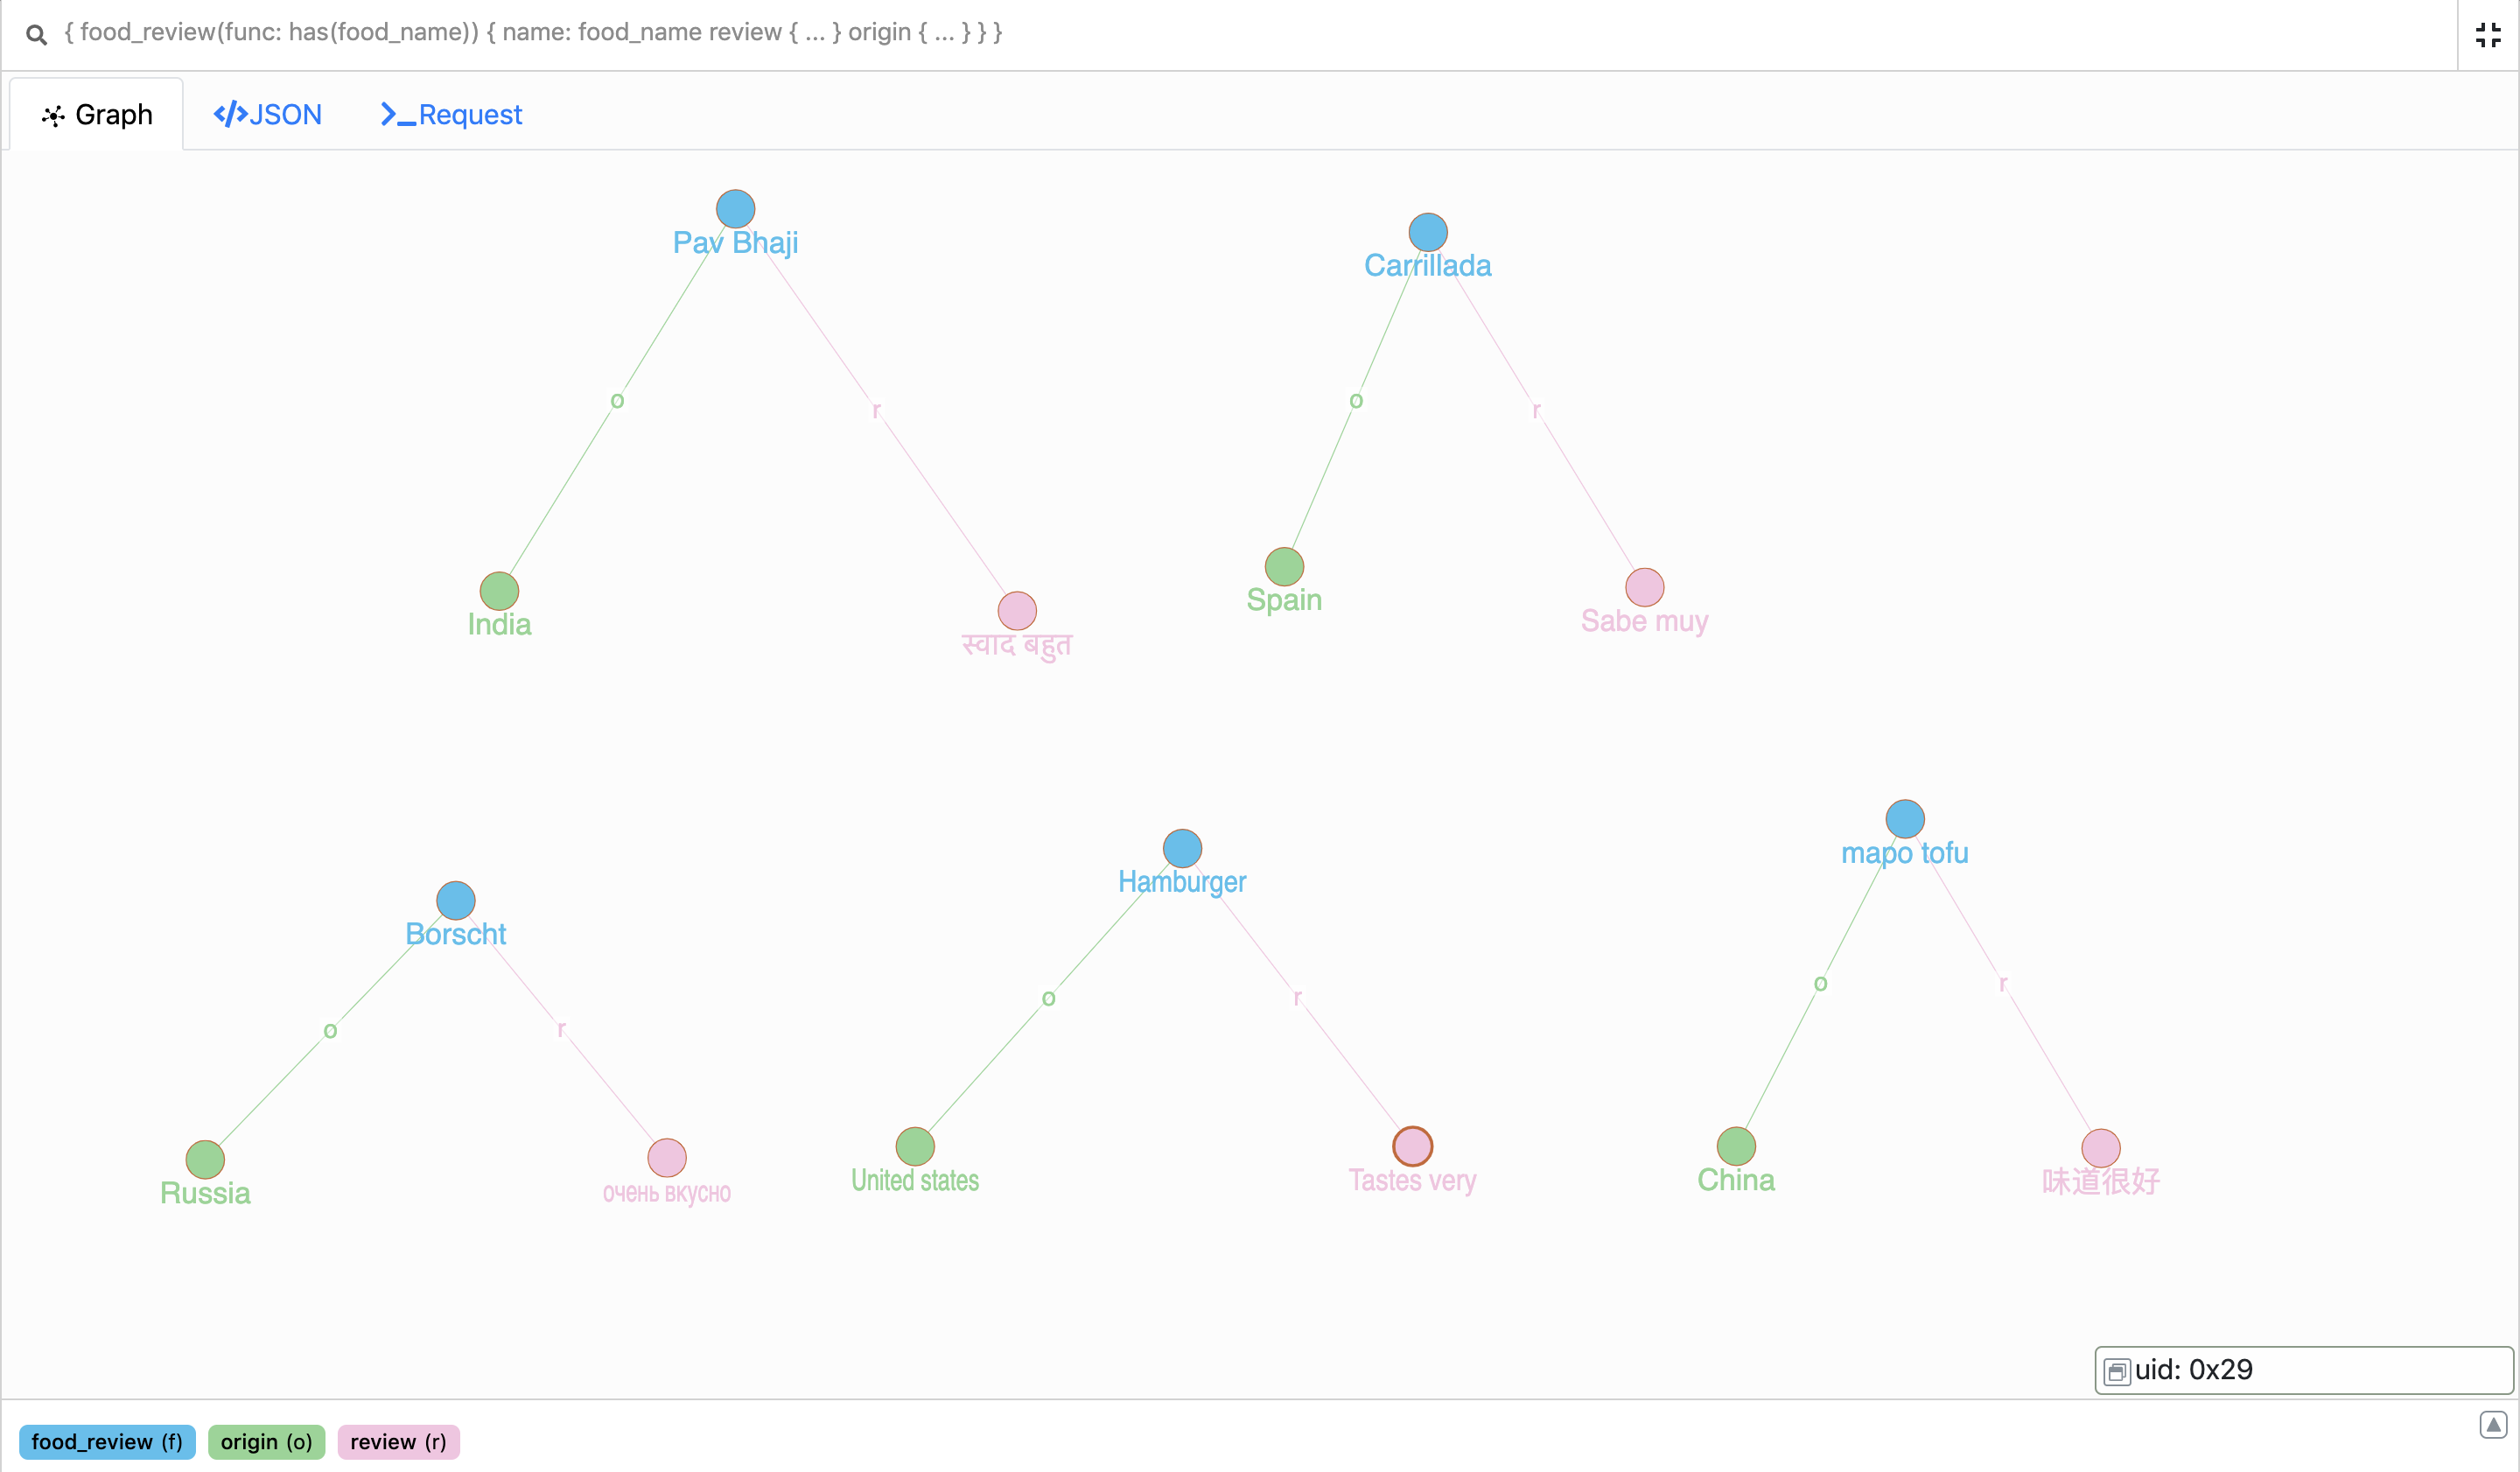 { food_review(func: has(food_name)) { name: food_name review { ... } origin { ... } } }
Graph
JSON
Request
Pav Bhaji
Carrillada
o
r
o
r
India
स्वाद बहुत
Spain
Sabe muy
Borscht
Hamburger
mapo tofu
o
r
o
r
o
r
Russia
очень вкусно
United states
Tastes very
China
味道很好
uid: 0x29
food_review (f)
origin (o)
review (r)